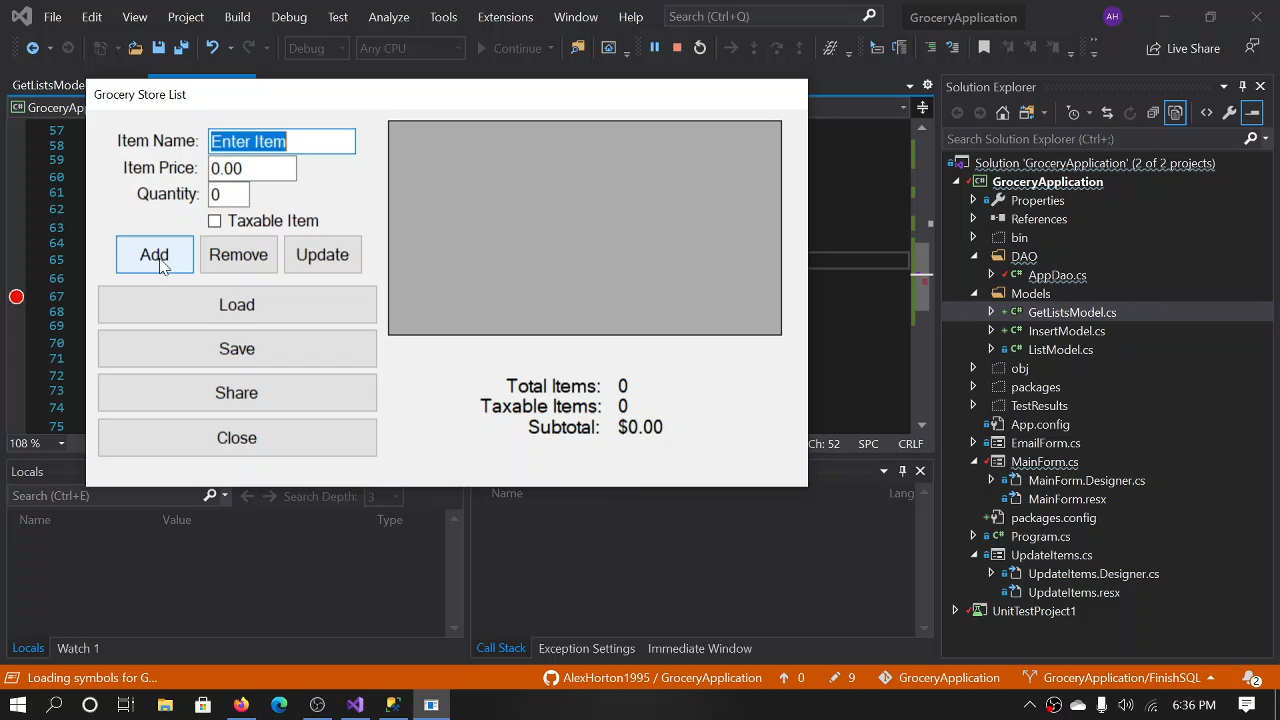 File Edit View Git Project Build Debug Test Analyze Tools Extensions Window Help Search (Ctrl+Q) GroceryApplication AH
Debug Any CPU Continue Live Share
GetListsMode
GroceryAp
Grocery Store List
Item Name: Enter Item
Item Price: 0.00
Quantity: 0
Taxable Item
Add Remove Update
Load
Save
Share
Close
Total Items: 0
Taxable Items: 0
Subtotal: $0.00
57
58
59
60
61
62
63
64
65
66
67
68
69
70
71
72
73
74
75
108 % Ch: 52 SPC CRLF
Solution Explorer
Search Solution Explorer (Ctrl+;)
Solution 'GroceryApplication' (2 of 2 projects)
GroceryApplication
Properties
References
bin
DAO
AppDao.cs
Models
GetListsModel.cs
InsertModel.cs
ListModel.cs
obj
packages
TestResults
App.config
EmailForm.cs
MainForm.cs
MainForm.Designer.cs
MainForm.resx
packages.config
Program.cs
UpdateItems.cs
UpdateItems.Designer.cs
UpdateItems.resx
UnitTestProject1
Locals
Search (Ctrl+E) Search Depth: 3
Name Value Type
Name Lang
Locals Watch 1
Call Stack Exception Settings Immediate Window
Loading symbols for G... AlexHorton1995 / GroceryApplication 0 9 GroceryApplication GroceryApplication/FinishSQL 2
6:36 PM